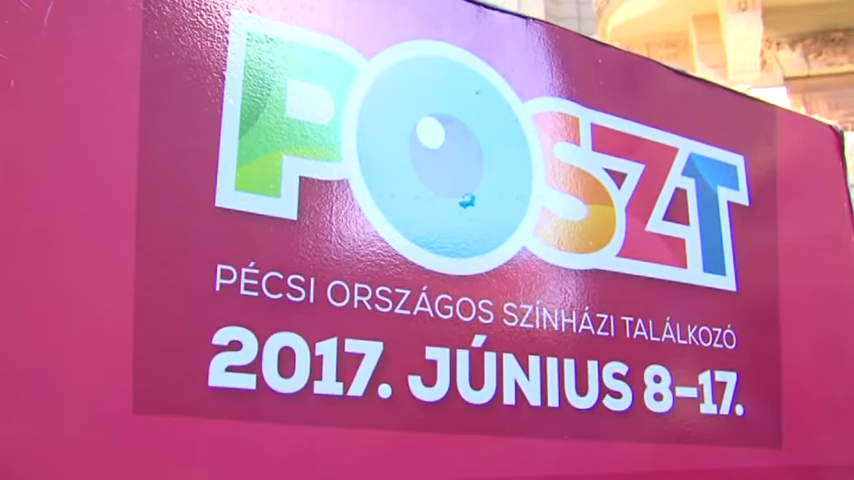 POSZT
PÉCSI ORSZÁGOS SZÍNHÁZI TALÁLKOZÓ
2017. JÚNIUS 8–17.